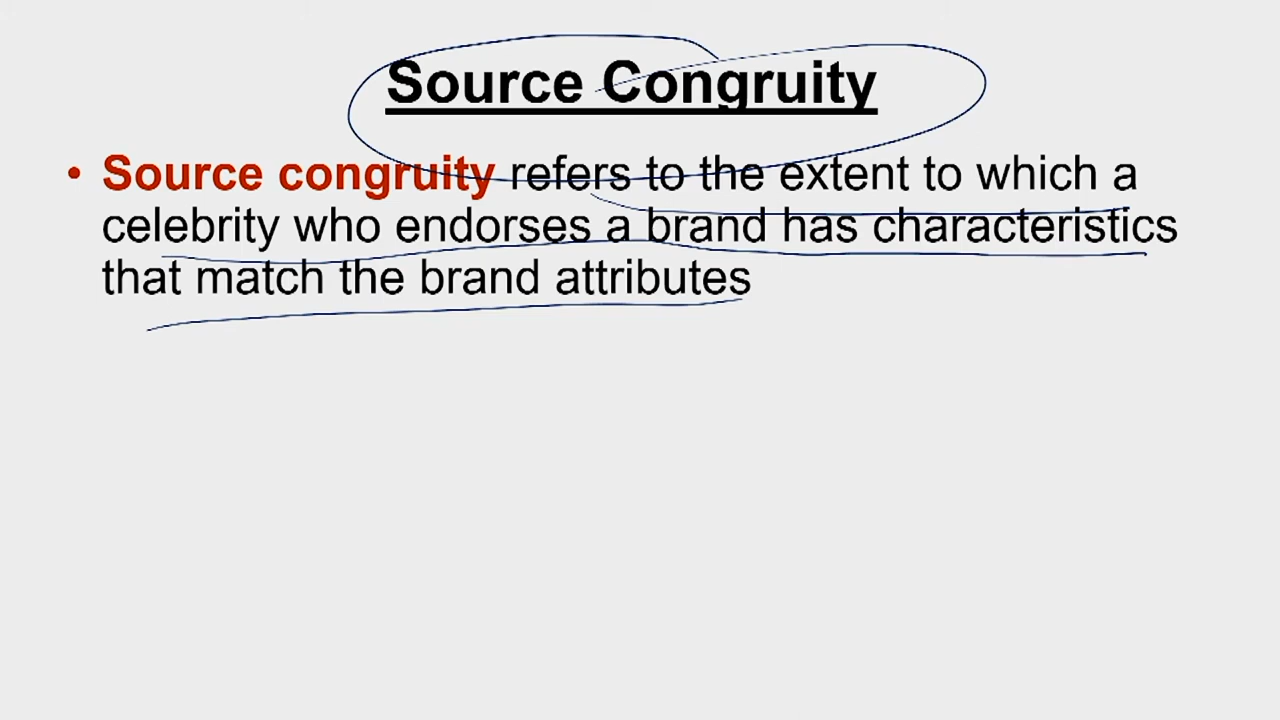 Source Congruity
• Source congruity refers to the extent to which a
celebrity who endorses a brand has characteristics
that match the brand attributes